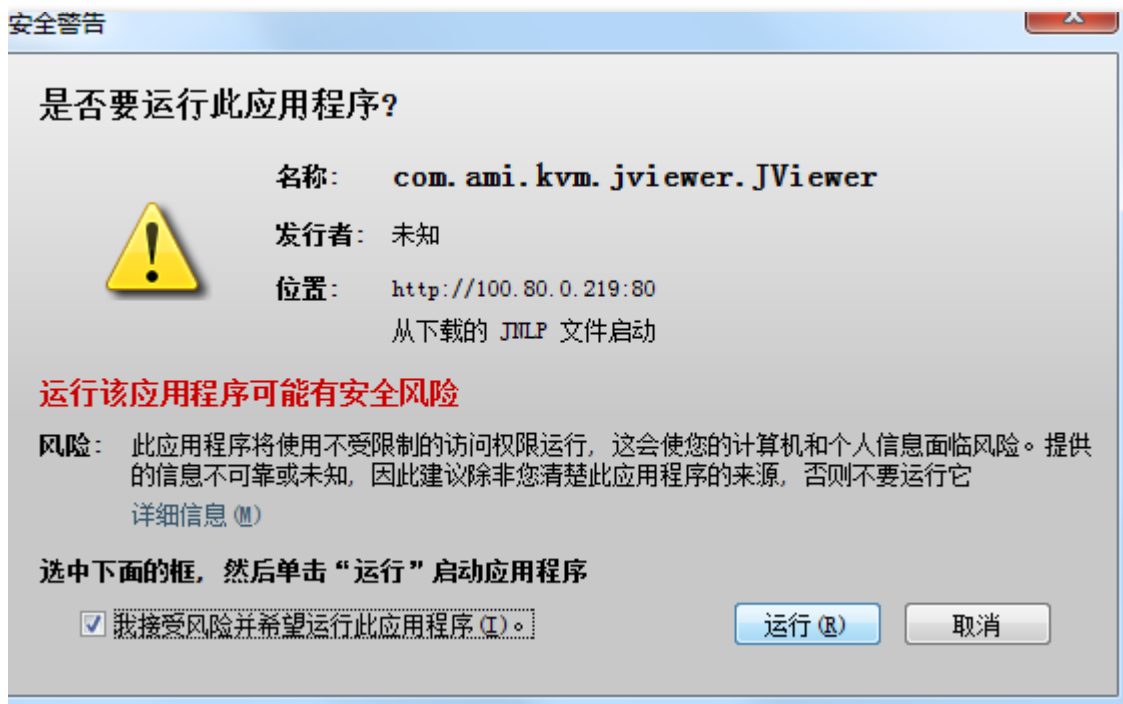 安全警告
是否要运行此应用程序?
名称: com.ami.kvm.jviewer.JViewer
发行者: 未知
位置: http://100.80.0.219:80
从下载的 JNLP 文件启动
运行该应用程序可能有安全风险
风险: 此应用程序将使用不受限制的访问权限运行, 这会使您的计算机和个人信息面临风险。提供
的信息不可靠或未知, 因此建议除非您清楚此应用程序的来源, 否则不要运行它
详细信息(M)
选中下面的框, 然后单击“运行”启动应用程序
我接受风险并希望运行此应用程序(I)。
运行(R) 取消